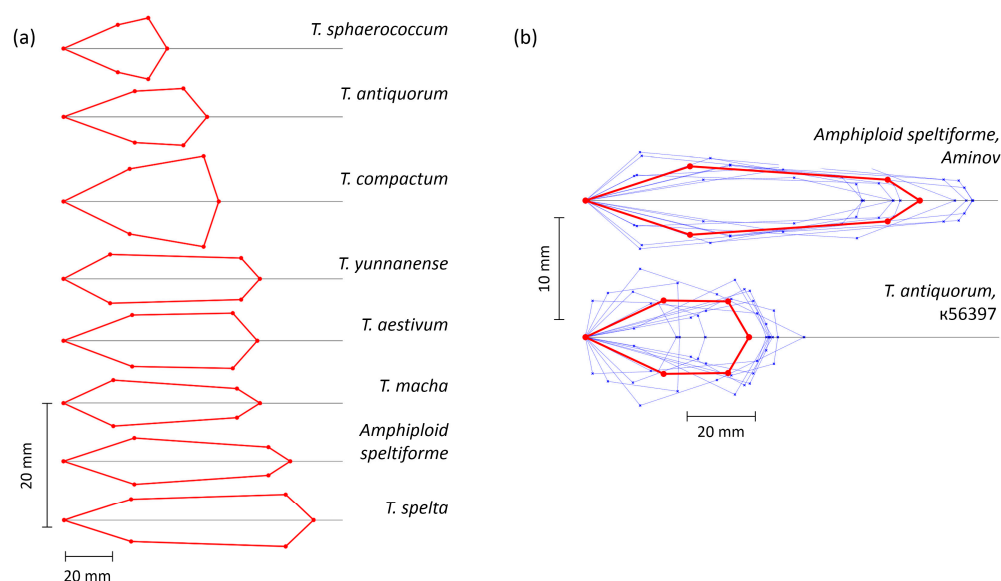 (a)
T. sphaerococcum
T. antiquorum
T. compactum
T. yunnanense
T. aestivum
T. macha
Amphiploid
speltiforme
T. spelta
20 mm
20 mm
(b)
Amphiploid speltiforme,
Aminov
10 mm
T. antiquorum,
к56397
20 mm